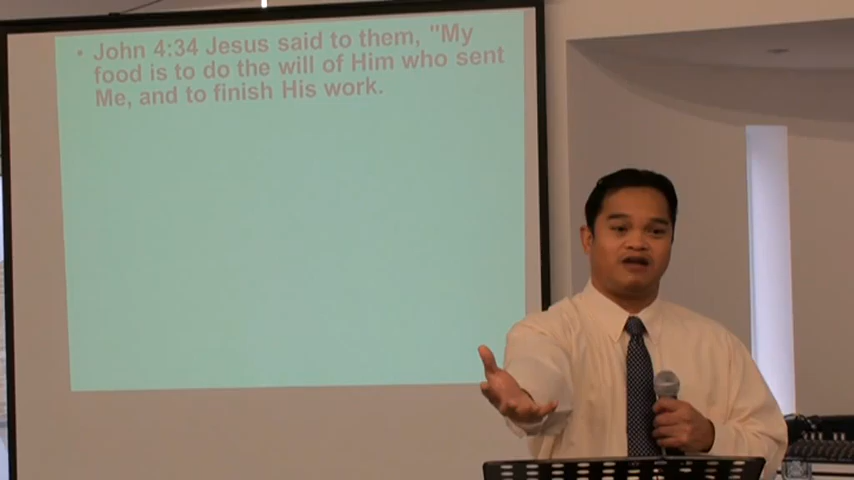 • John 4:34 Jesus said to them, "My
food is to do the will of Him who sent
Me, and to finish His work.